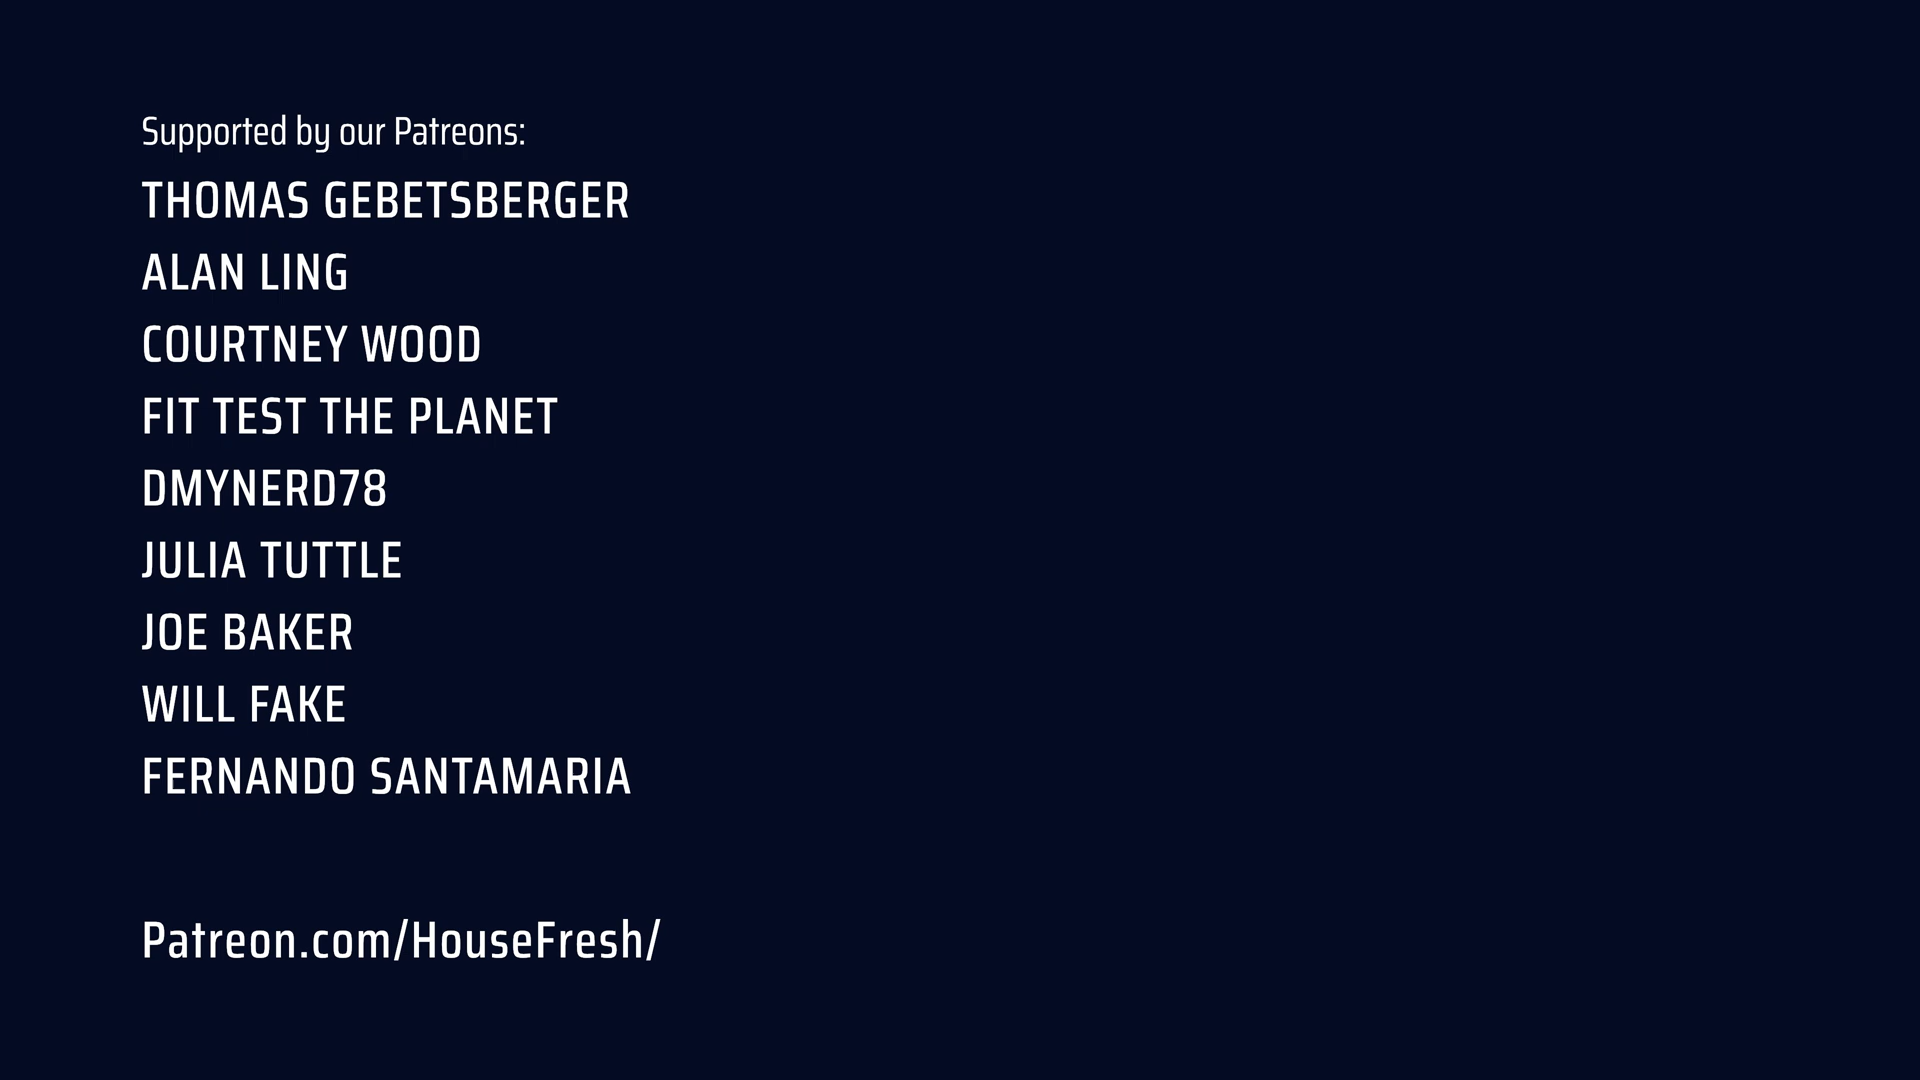 Supported by our Patreons:
THOMAS GEBETSBERGER
ALAN LING
COURTNEY WOOD
FIT TEST THE PLANET
DMYNERD78
JULIA TUTTLE
JOE BAKER
WILL FAKE
FERNANDO SANTAMARIA
Patreon.com/HouseFresh/